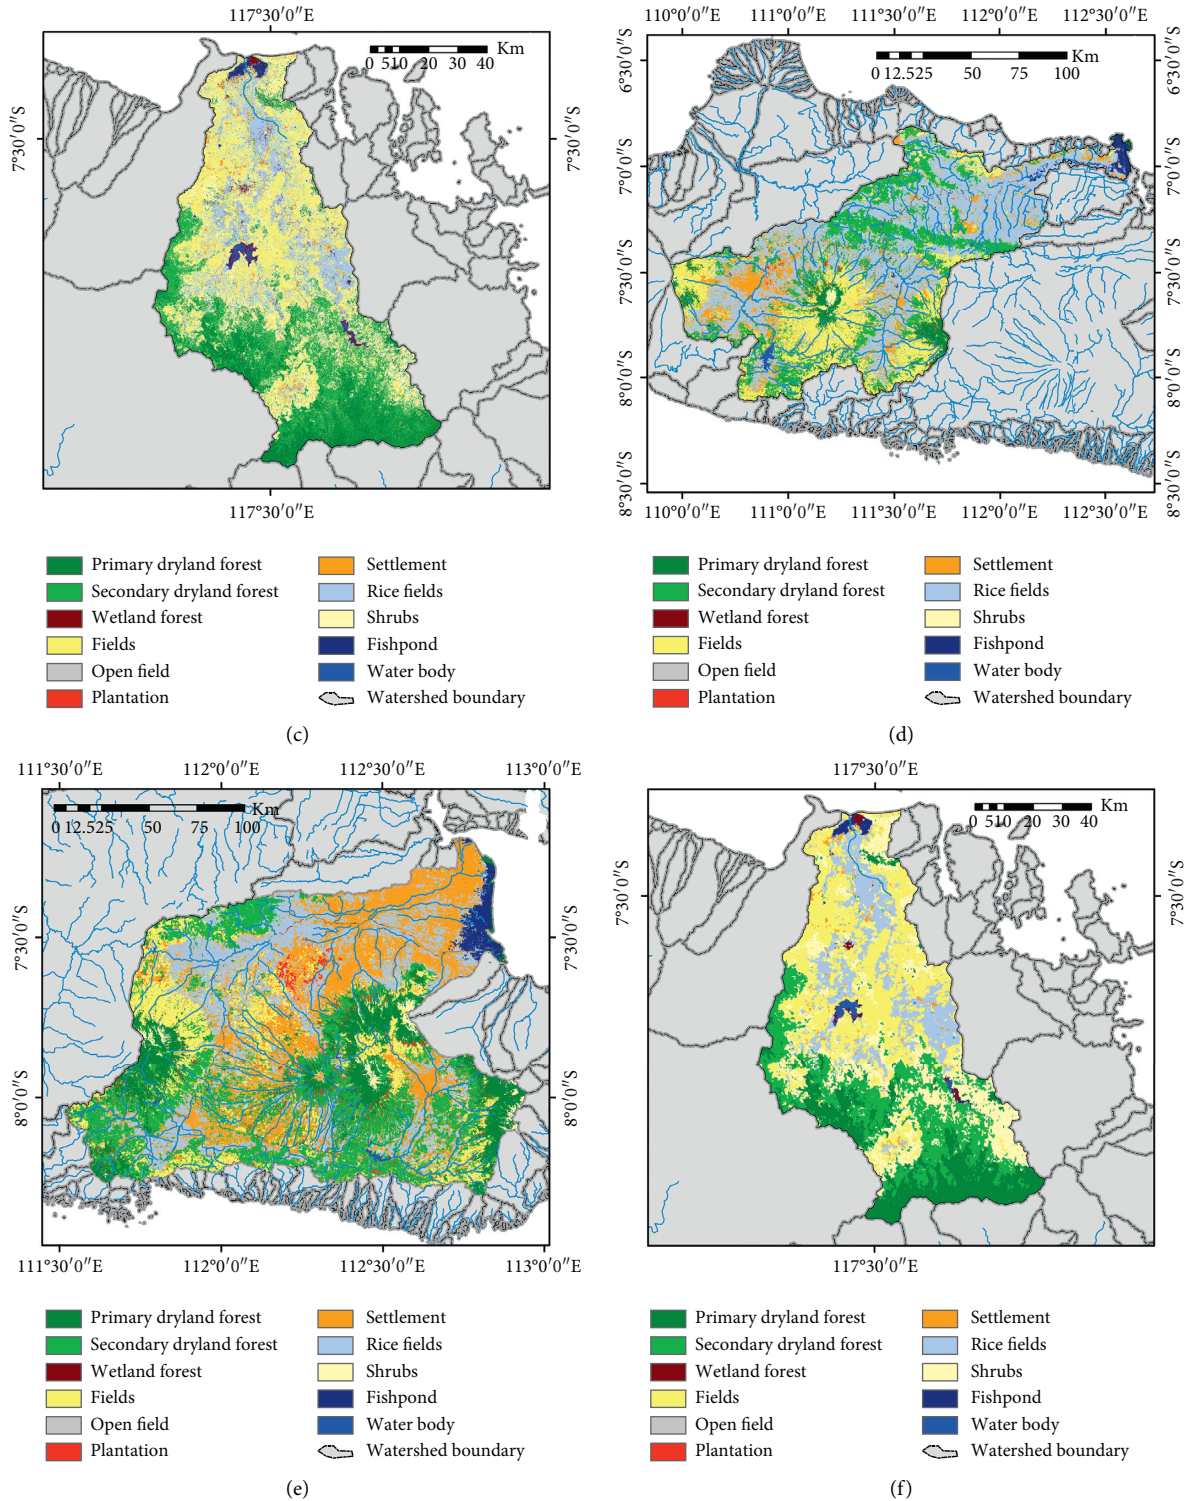 117°30′0″E
Km
0 510 20 30 40
7°30′0″S
7°30′0″S
117°30′0″E
Primary dryland forest
Secondary dryland forest
Wetland forest
Fields
Open field
Plantation
Settlement
Rice fields
Shrubs
Fishpond
Water body
Watershed boundary
(c)
110°0′0″E 111°0′0″E 111°30′0″E 112°0′0″E 112°30′0″E
Km
0 12.525 50 75 100
6°30′0″S
7°0′0″S
7°30′0″S
8°0′0″S
8°30′0″S
6°30′0″S
7°0′0″S
7°30′0″S
8°0′0″S
8°30′0″S
110°0′0″E 111°0′0″E 111°30′0″E 112°0′0″E 112°30′0″E
Primary dryland forest
Secondary dryland forest
Wetland forest
Fields
Open field
Plantation
Settlement
Rice fields
Shrubs
Fishpond
Water body
Watershed boundary
(d)
111°30′0″E 112°0′0″E 112°30′0″E 113°0′0″E
Km
0 12.525 50 75 100
7°30′0″S
8°0′0″S
7°30′0″S
8°0′0″S
111°30′0″E 112°0′0″E 112°30′0″E 113°0′0″E
Primary dryland forest
Secondary dryland forest
Wetland forest
Fields
Open field
Plantation
Settlement
Rice fields
Shrubs
Fishpond
Water body
Watershed boundary
(e)
117°30′0″E
Km
0 510 20 30 40
7°30′0″S
7°30′0″S
117°30′0″E
Primary dryland forest
Secondary dryland forest
Wetland forest
Fields
Open field
Plantation
Settlement
Rice fields
Shrubs
Fishpond
Water body
Watershed boundary
(f)